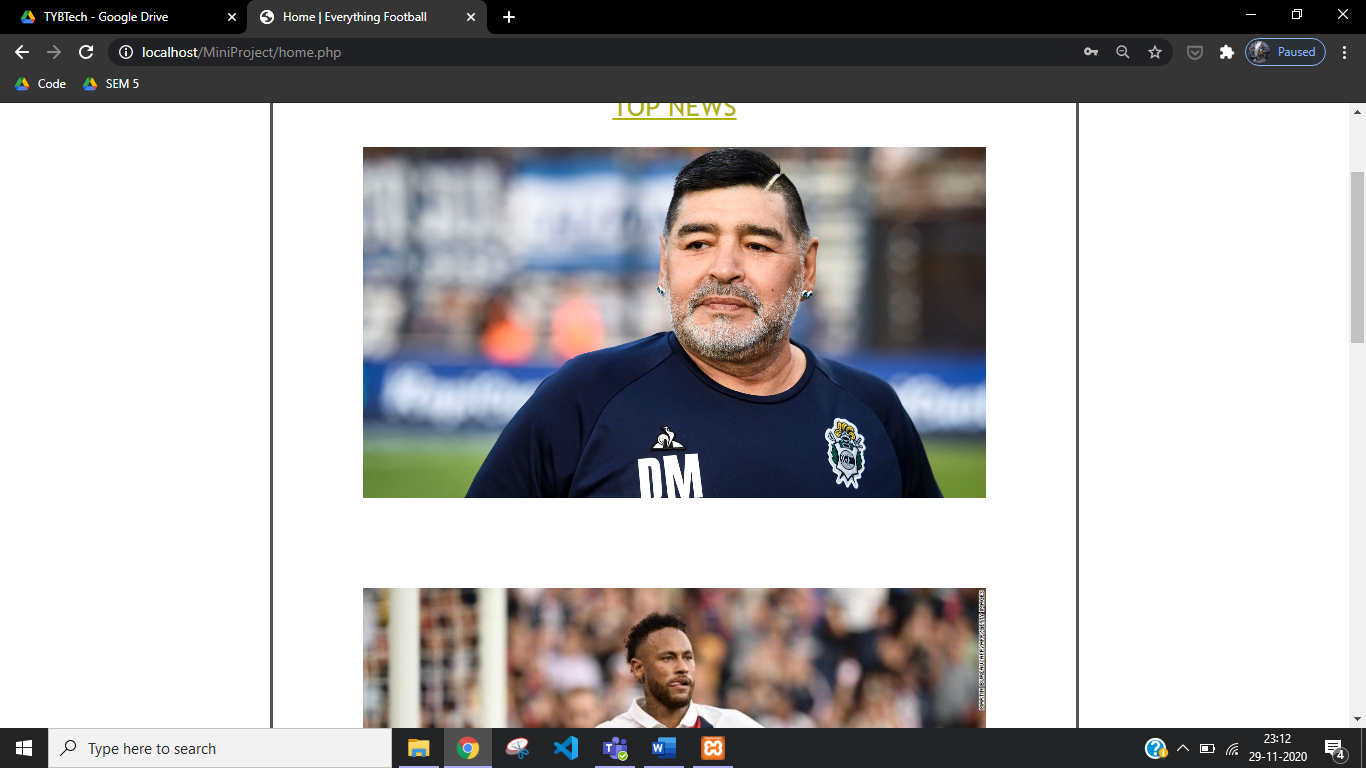 TYBTech - Google Drive
Home | Everything Football
localhost/MiniProject/home.php
Paused
Code
SEM 5
TOP NEWS
DM
Type here to search
23:12
29-11-2020
4